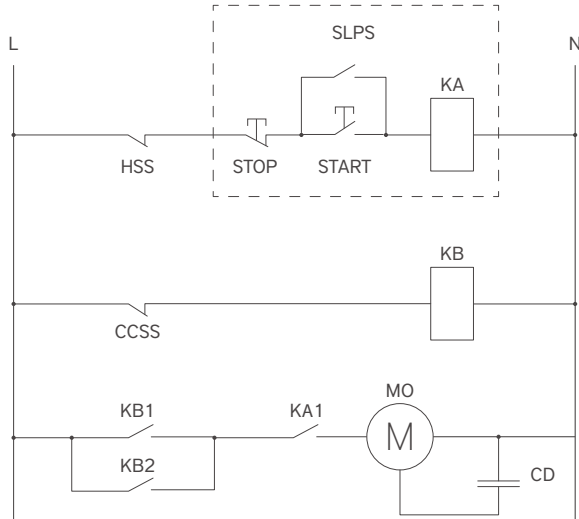 SLPS
L
N
KA
HSS
STOP
START
KB
CCSS
MO
KB1
KA1
M
KB2
CD